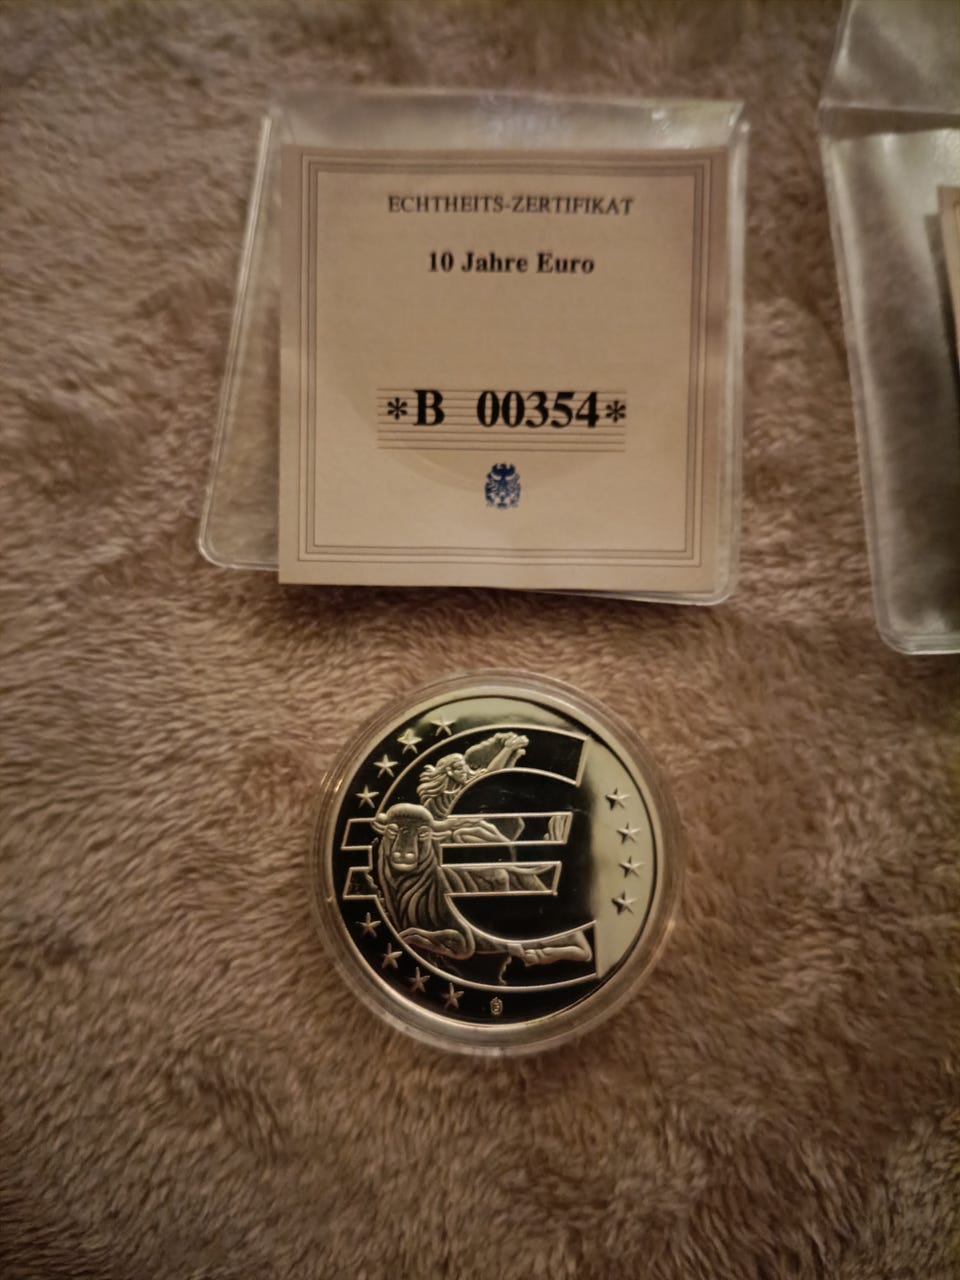 ECHTHEITS-ZERTIFIKAT
10 Jahre Euro
*B 00354*